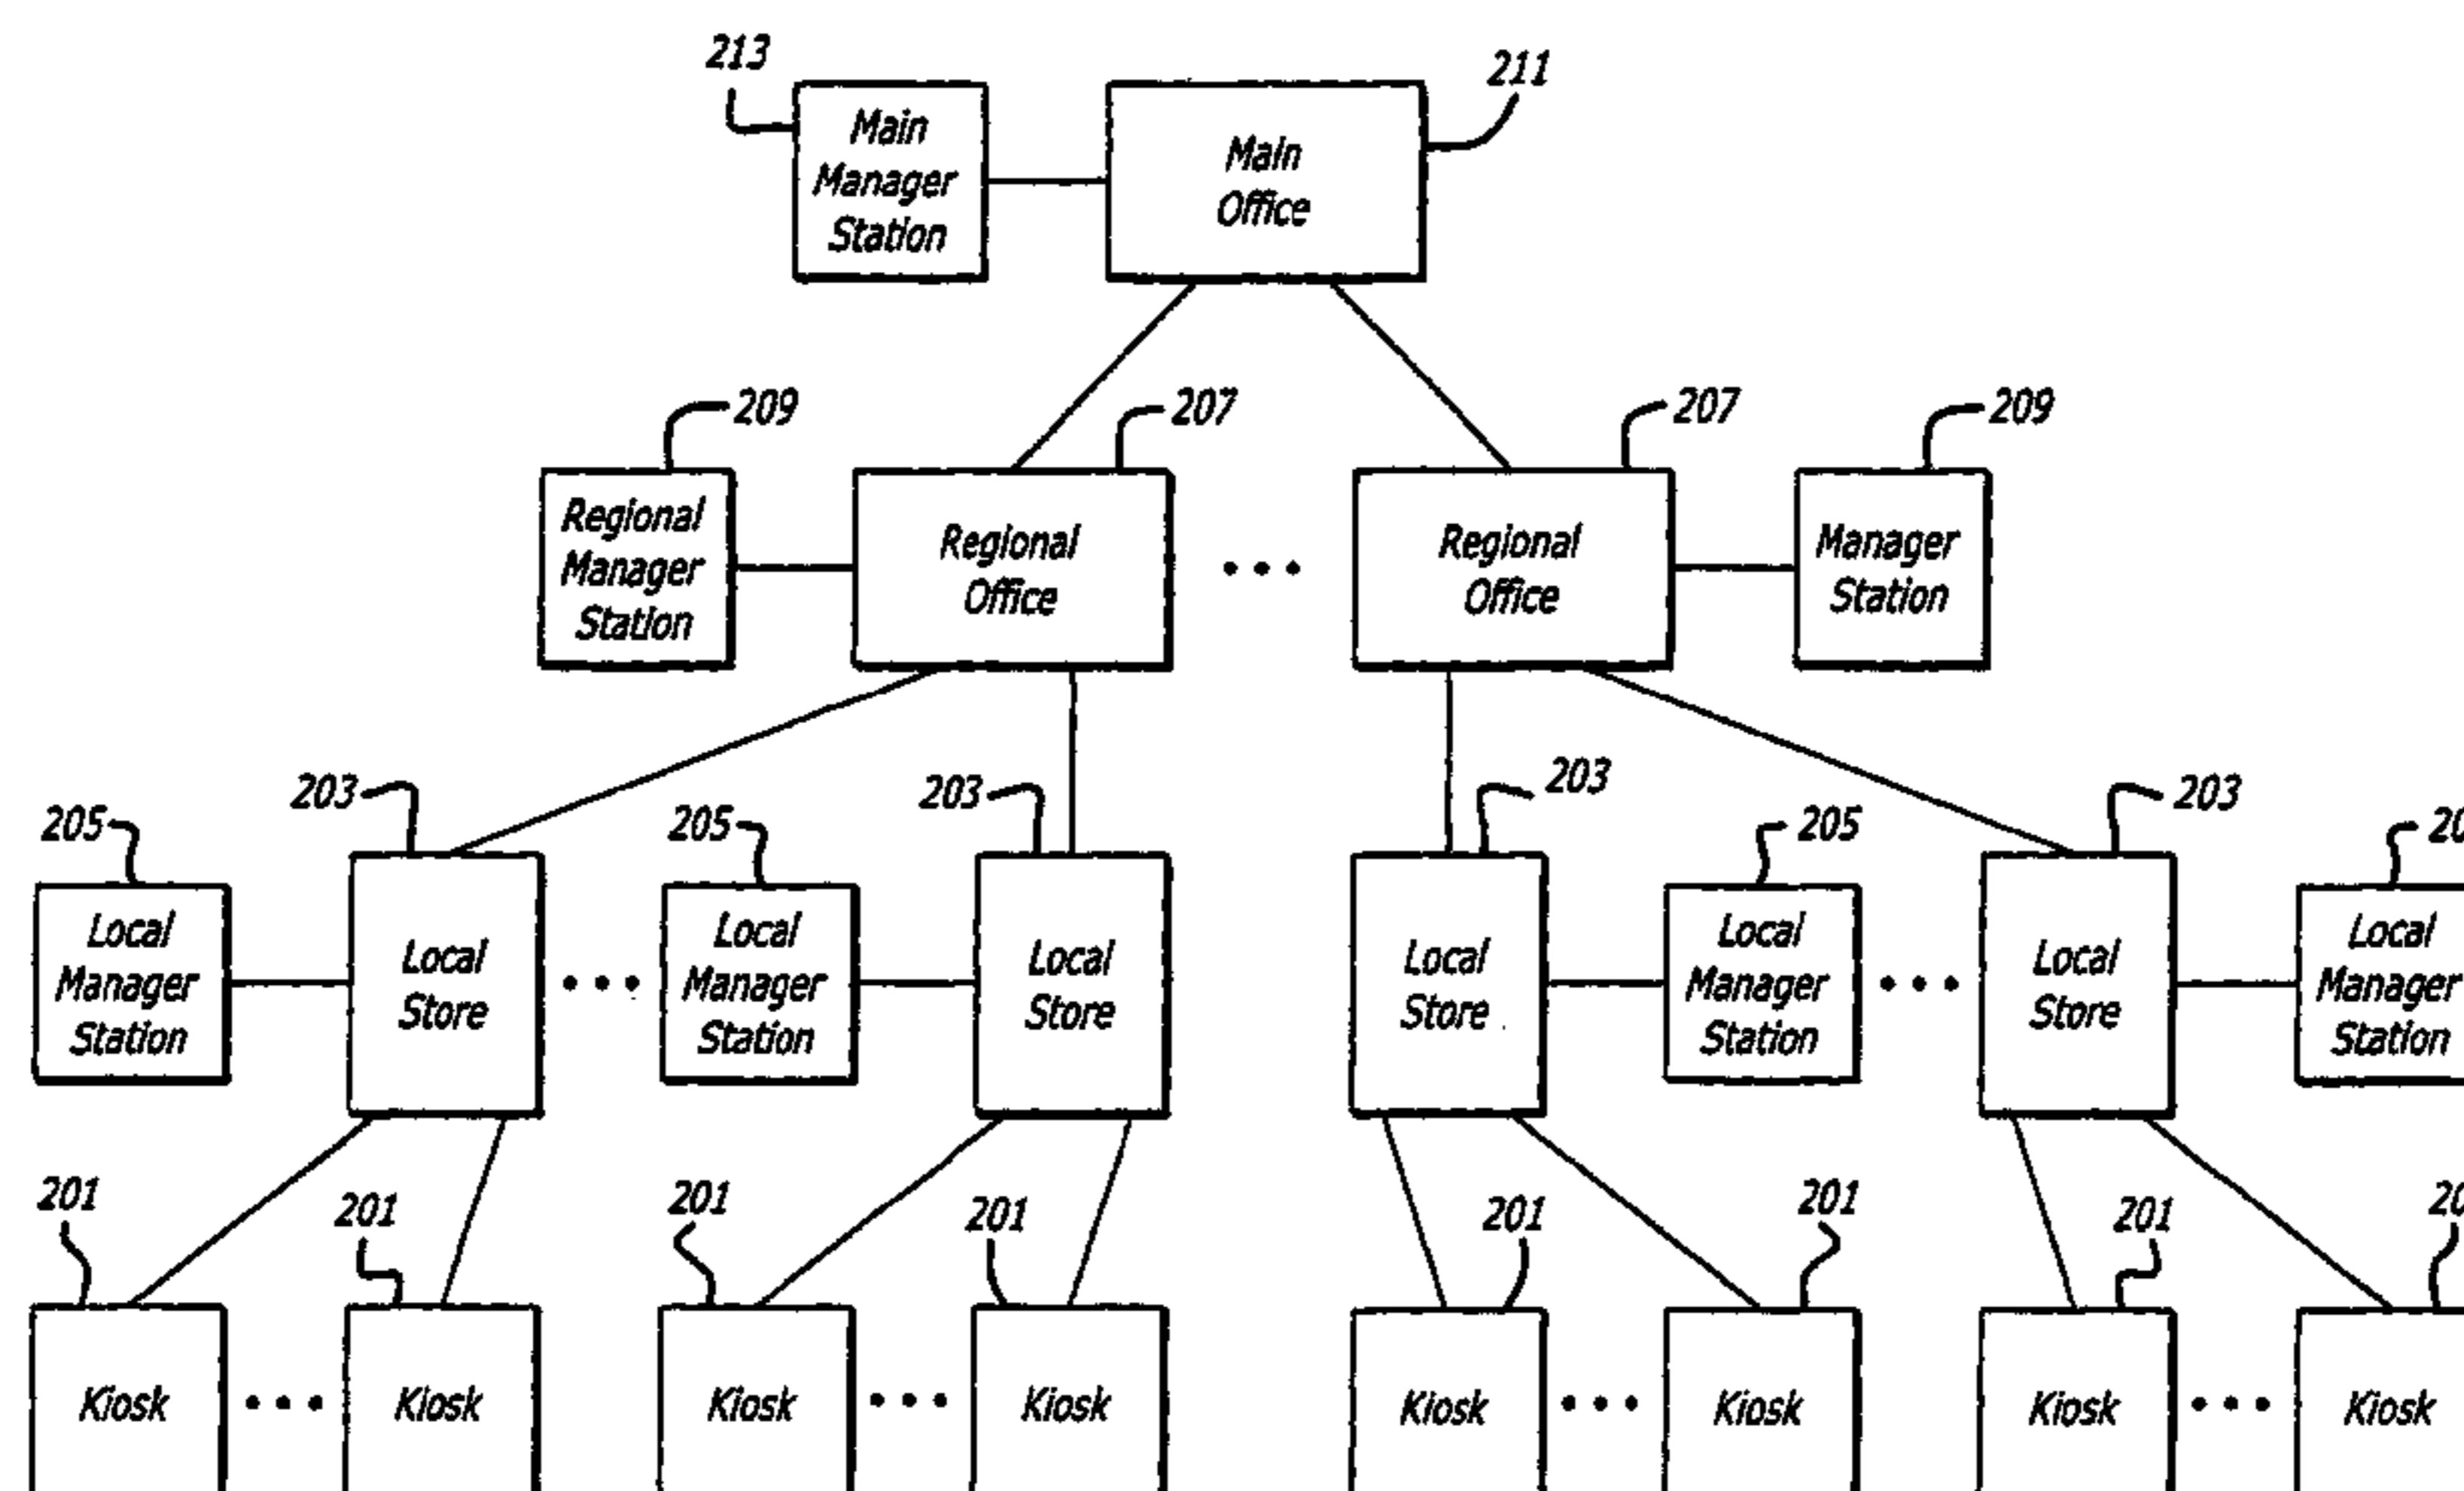 213
211
Main
Manager
Station
Main
Office
209
207
207
209
Regional
Manager
Station
Regional
Office
Regional
Office
Manager
Station
203
203
203
203
205
205
205
Local
Manager
Station
Local
Store
Local
Manager
Station
Local
Store
Local
Store
Local
Manager
Station
Local
Store
Local
Manager
Station
201
201
201
201
201
201
201
Kiosk
Kiosk
Kiosk
Kiosk
Kiosk
Kiosk
Kiosk
Kiosk